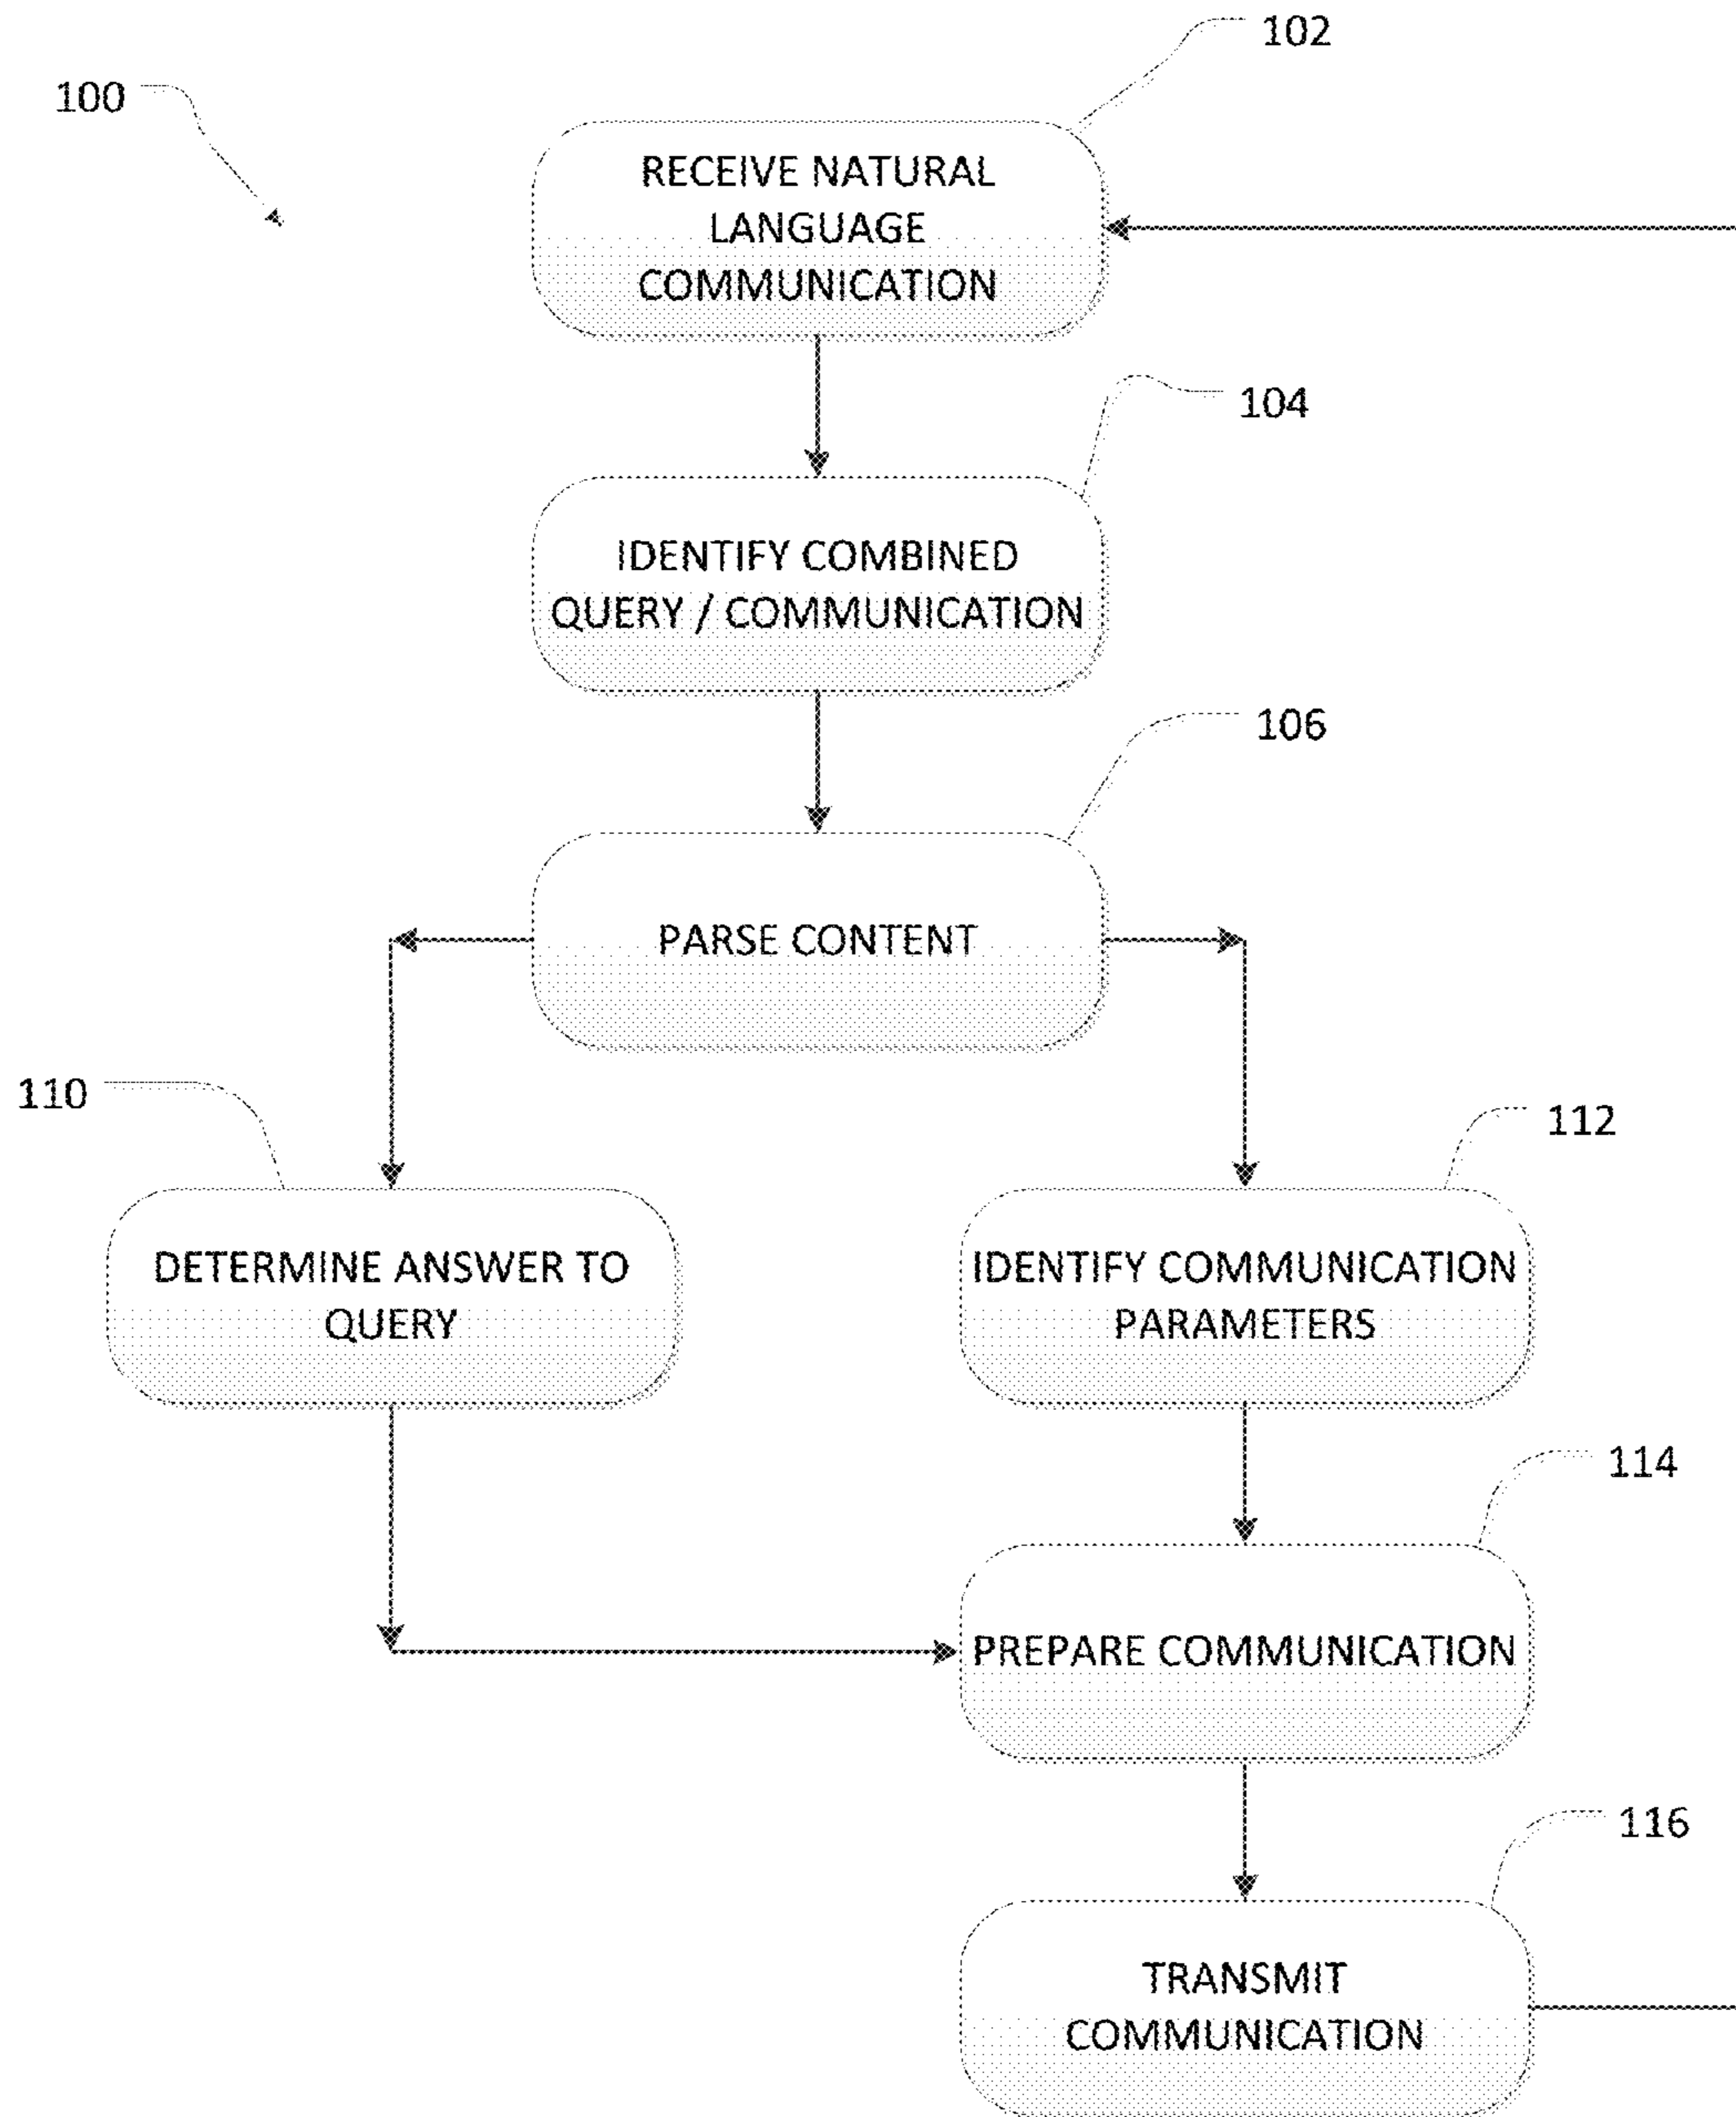 102
100
RECEIVE NATURAL
LANGUAGE
COMMUNICATION
104
IDENTIFY COMBINED
QUERY / COMMUNICATION
106
PARSE CONTENT
110
112
DETERMINE ANSWER TO
QUERY
IDENTIFY COMMUNICATION
PARAMETERS
114
PREPARE COMMUNICATION
116
TRANSMIT
COMMUNICATION